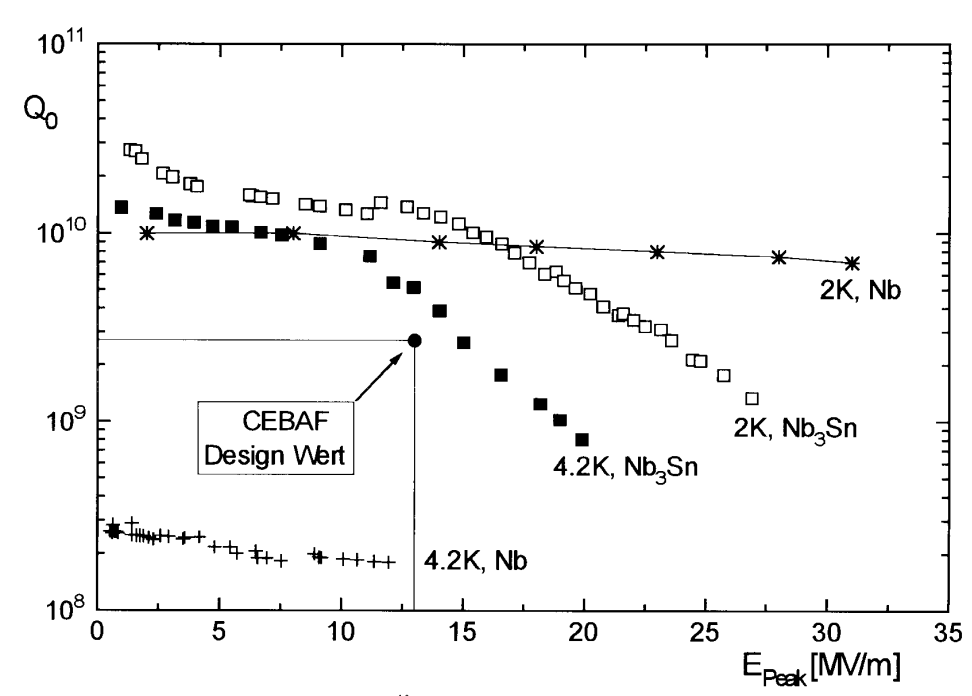 10¹¹
Q₀
10¹⁰
2K, Nb
CEBAF
Design Wert
10⁹
2K, Nb₃Sn
4.2K, Nb₃Sn
4.2K, Nb
10⁸
0 5 10 15 20 25 30 35
E_Peak [MV/m]